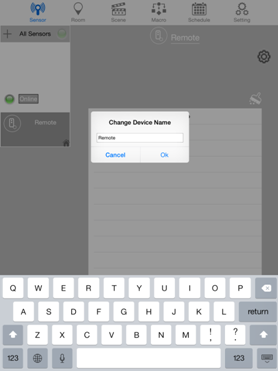 Sensor Room Scene Macro Schedule Setting
+ All Sensors
Remote
Online
Remote
Change Device Name
Remote
Cancel Ok
Q W E R T Y U I O P
A S D F G H J K L return
Z X C V B N M ! , ? .
123 123